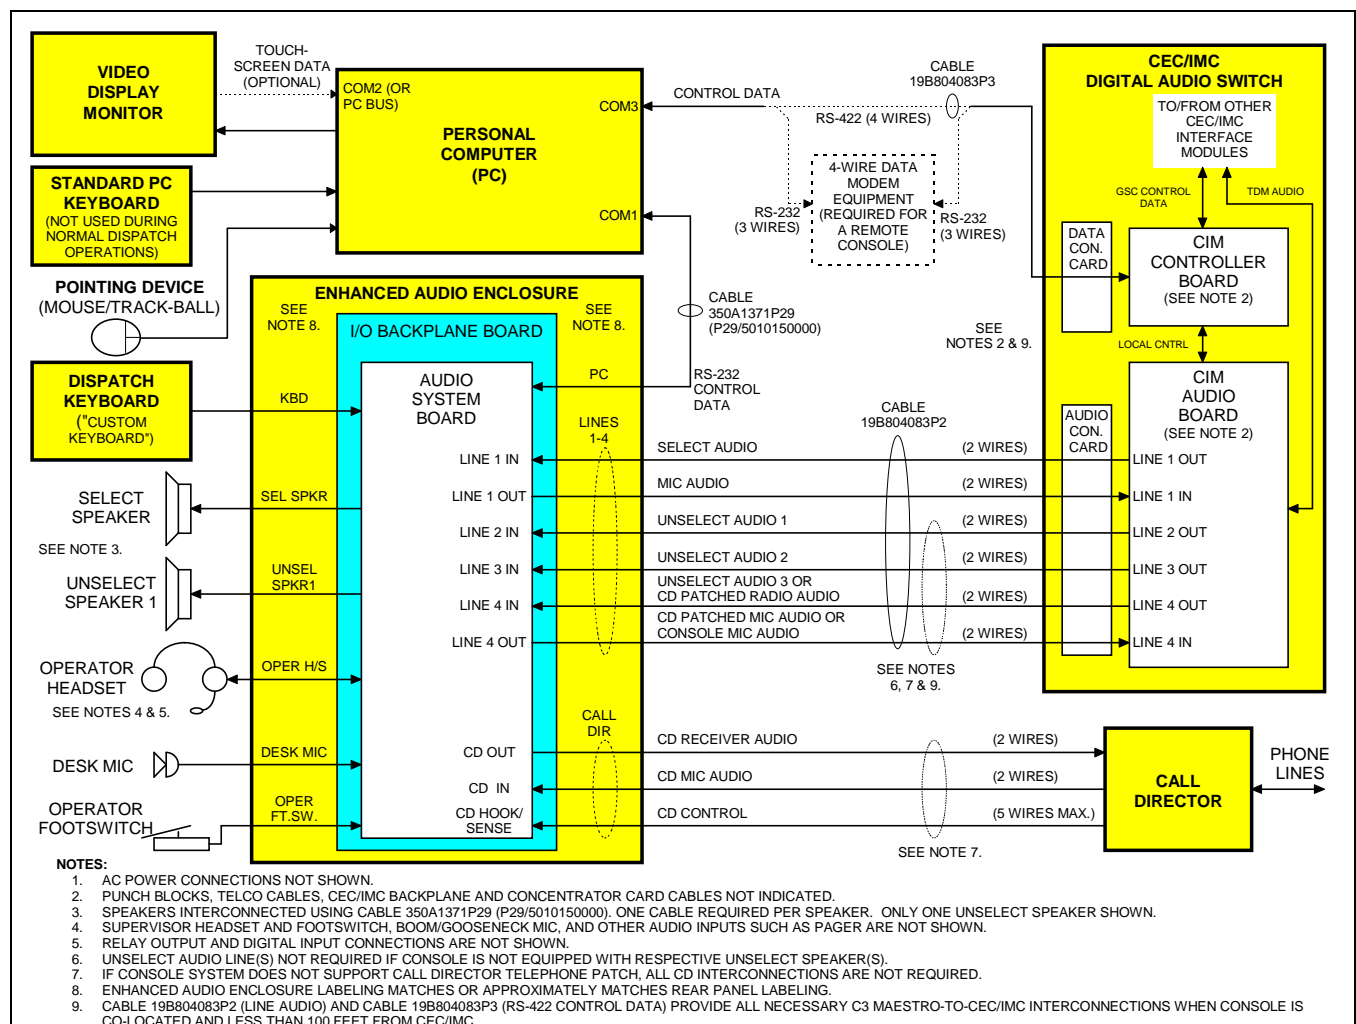 VIDEO
DISPLAY
MONITOR
TOUCH-
SCREEN DATA
(OPTIONAL)
COM2 (OR
PC BUS)
PERSONAL
COMPUTER
(PC)
COM3
COM1
STANDARD PC
KEYBOARD
(NOT USED DURING
NORMAL DISPATCH
OPERATIONS)
POINTING DEVICE
(MOUSE/TRACK-BALL)
DISPATCH
KEYBOARD
("CUSTOM
KEYBOARD")
CONTROL DATA
CABLE
19B804083P3
RS-422 (4 WIRES)
4-WIRE DATA
MODEM
EQUIPMENT
(REQUIRED FOR
A REMOTE
CONSOLE)
RS-232
(3 WIRES)
RS-232
(3 WIRES)
CEC/IMC
DIGITAL AUDIO SWITCH
TO/FROM OTHER
CEC/IMC
INTERFACE
MODULES
GSC CONTROL
DATA
TDM AUDIO
DATA
CON.
CARD
CIM
CONTROLLER
BOARD
(SEE NOTE 2)
LOCAL CNTRL
SEE
NOTES 2 & 9.
CIM
AUDIO
BOARD
(SEE NOTE 2)
AUDIO
CON.
CARD
LINE 1 OUT
LINE 1 IN
LINE 2 OUT
LINE 3 OUT
LINE 4 OUT
LINE 4 IN
ENHANCED AUDIO ENCLOSURE
SEE
NOTE 8.
SEE
NOTE 8.
I/O BACKPLANE BOARD
AUDIO
SYSTEM
BOARD
CABLE
350A1371P29
(P29/5010150000)
PC
RS-232
CONTROL
DATA
KBD
LINES
1-4
CABLE
19B804083P2
LINE 1 IN
SELECT AUDIO
(2 WIRES)
LINE 1 OUT
MIC AUDIO
(2 WIRES)
LINE 2 IN
UNSELECT AUDIO 1
(2 WIRES)
LINE 3 IN
UNSELECT AUDIO 2
(2 WIRES)
LINE 4 IN
UNSELECT AUDIO 3 OR
CD PATCHED RADIO AUDIO
(2 WIRES)
LINE 4 OUT
CD PATCHED MIC AUDIO OR
CONSOLE MIC AUDIO
(2 WIRES)
SEE NOTES
6, 7 & 9.
SELECT
SPEAKER
SEL SPKR
SEE NOTE 3.
UNSELECT
SPEAKER 1
UNSEL
SPKR1
OPERATOR
HEADSET
OPER H/S
SEE NOTES 4 & 5.
DESK MIC
DESK MIC
OPERATOR
FOOTSWITCH
OPER
FT.SW.
CALL
DIR
CD OUT
CD RECEIVER AUDIO
(2 WIRES)
CD IN
CD MIC AUDIO
(2 WIRES)
CD HOOK/
SENSE
CD CONTROL
(5 WIRES MAX.)
SEE NOTE 7.
CALL
DIRECTOR
PHONE
LINES
NOTES:
1. AC POWER CONNECTIONS NOT SHOWN.
2. PUNCH BLOCKS, TELCO CABLES, CEC/IMC BACKPLANE AND CONCENTRATOR CARD CABLES NOT INDICATED.
3. SPEAKERS INTERCONNECTED USING CABLE 350A1371P29 (P29/5010150000). ONE CABLE REQUIRED PER SPEAKER. ONLY ONE UNSELECT SPEAKER SHOWN.
4. SUPERVISOR HEADSET AND FOOTSWITCH, BOOM/GOOSENECK MIC, AND OTHER AUDIO INPUTS SUCH AS PAGER ARE NOT SHOWN.
5. RELAY OUTPUT AND DIGITAL INPUT CONNECTIONS ARE NOT SHOWN.
6. UNSELECT AUDIO LINE(S) NOT REQUIRED IF CONSOLE IS NOT EQUIPPED WITH RESPECTIVE UNSELECT SPEAKER(S).
7. IF CONSOLE SYSTEM DOES NOT SUPPORT CALL DIRECTOR TELEPHONE PATCH, ALL CD INTERCONNECTIONS ARE NOT REQUIRED.
8. ENHANCED AUDIO ENCLOSURE LABELING MATCHES OR APPROXIMATELY MATCHES REAR PANEL LABELING.
9. CABLE 19B804083P2 (LINE AUDIO) AND CABLE 19B804083P3 (RS-422 CONTROL DATA) PROVIDE ALL NECESSARY C3 MAESTRO-TO-CEC/IMC INTERCONNECTIONS WHEN CONSOLE IS
CO-LOCATED AND LESS THAN 100 FEET FROM CEC/IMC.